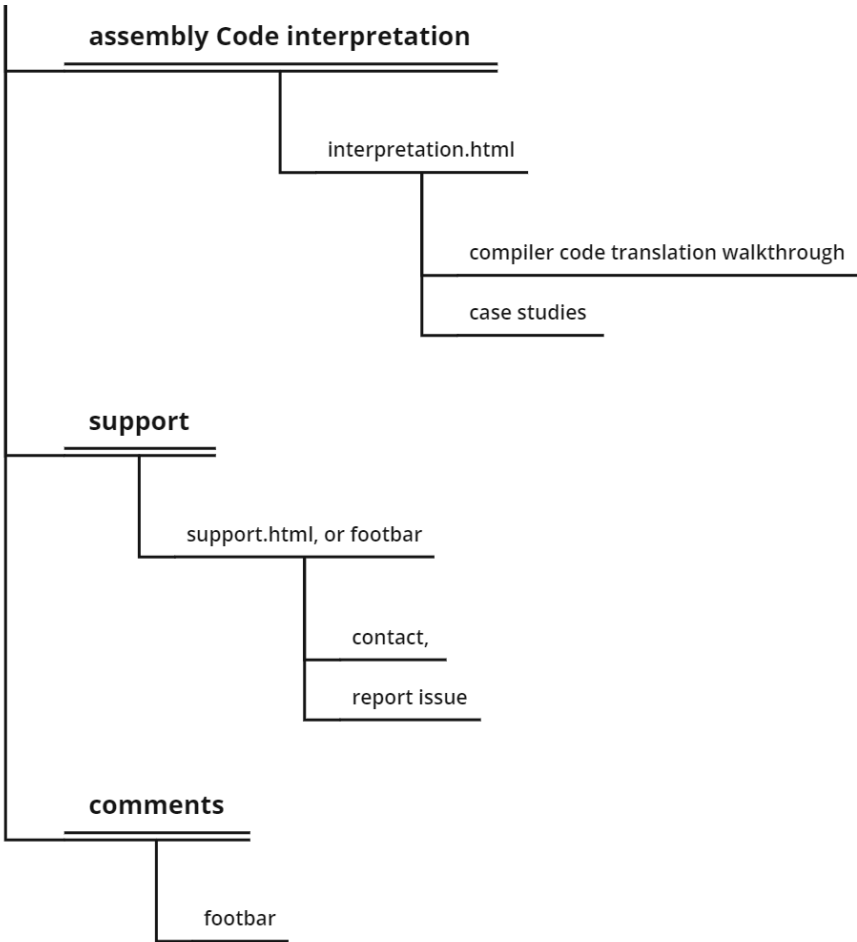 assembly Code interpretation
interpretation.html
compiler code translation walkthrough
case studies
support
support.html, or footbar
contact,
report issue
comments
footbar